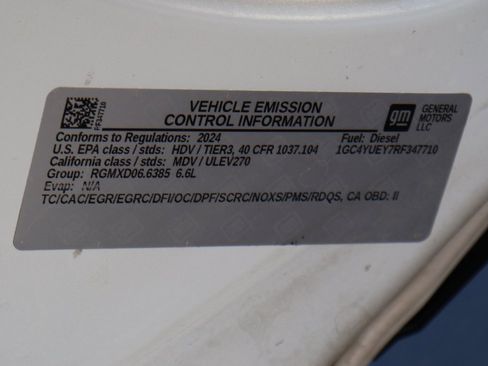 VEHICLE EMISSION
CONTROL INFORMATION
gm
GENERAL
MOTORS
LLC
RF347710
Conforms to Regulations: 2024
Fuel: Diesel
U.S. EPA class / stds: HDV / TIER3, 40 CFR 1037.104
1GC4YUEY7RF347710
California class / stds: MDV / ULEV270
Group: RGMXD06.6385 6.6L
Evap: N/A
TC/CAC/EGR/EGRC/DFI/OC/DPF/SCRC/NOXS/PMS/RDQS, CA OBD: II